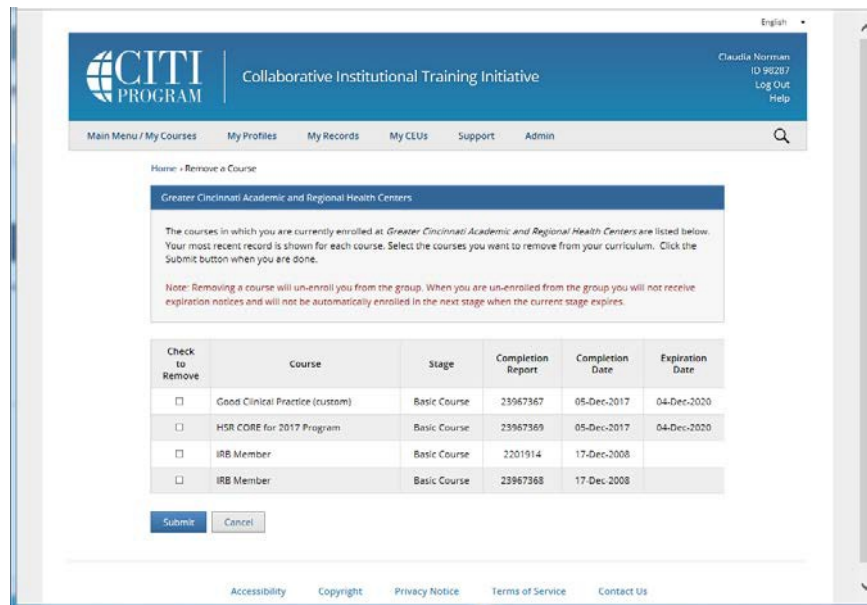 English
CITI
PROGRAM
Collaborative Institutional Training Initiative
Claudia Norman
ID 98287
Log Out
Help
Main Menu / My Courses My Profiles My Records My CEUs Support Admin
Home › Remove a Course
Greater Cincinnati Academic and Regional Health Centers
The courses in which you are currently enrolled at Greater Cincinnati Academic and Regional Health Centers are listed below.
Your most recent record is shown for each course. Select the courses you want to remove from your curriculum. Click the
Submit button when you are done.
Note: Removing a course will un-enroll you from the group. When you are un-enrolled from the group you will not receive
expiration notices and will not be automatically enrolled in the next stage when the current stage expires.
Check to Remove Course Stage Completion Report Completion Date Expiration Date
Good Clinical Practice (custom) Basic Course 23967367 05-Dec-2017 04-Dec-2020
HSR CORE for 2017 Program Basic Course 23967369 05-Dec-2017 04-Dec-2020
IRB Member Basic Course 2201914 17-Dec-2008
IRB Member Basic Course 23967368 17-Dec-2008
Submit Cancel
Accessibility Copyright Privacy Notice Terms of Service Contact Us